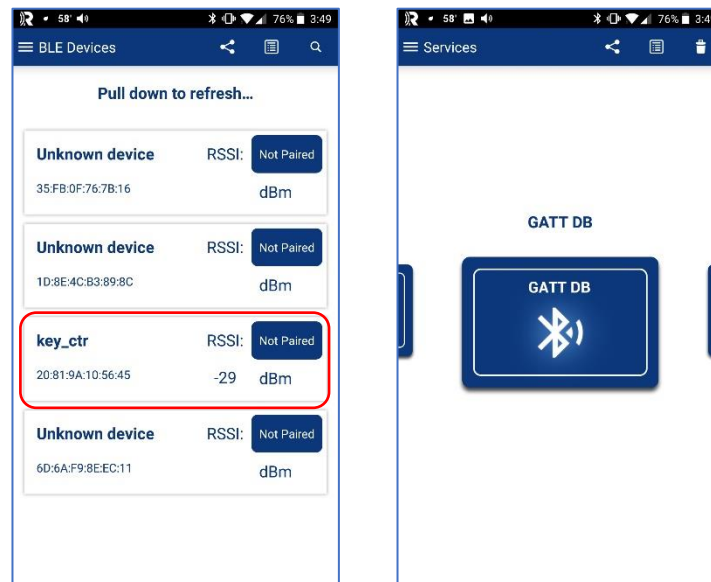 58° 76% 3:49
BLE Devices
Pull down to refresh...
Unknown device RSSI: Not Paired
35:FB:0F:76:7B:16 dBm
Unknown device RSSI: Not Paired
1D:8E:4C:B3:89:8C dBm
key_ctr RSSI: Not Paired
20:81:9A:10:56:45 -29 dBm
Unknown device RSSI: Not Paired
6D:6A:F9:8E:EC:11 dBm
58° 76% 3:4
Services
GATT DB
GATT DB